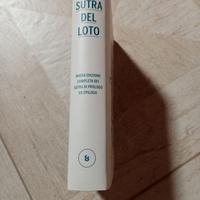 SUTRA
DEL
LOTO
NUOVA EDIZIONE
COMPLETA DEI
SUTRA DI PROLOGO
ED EPILOGO